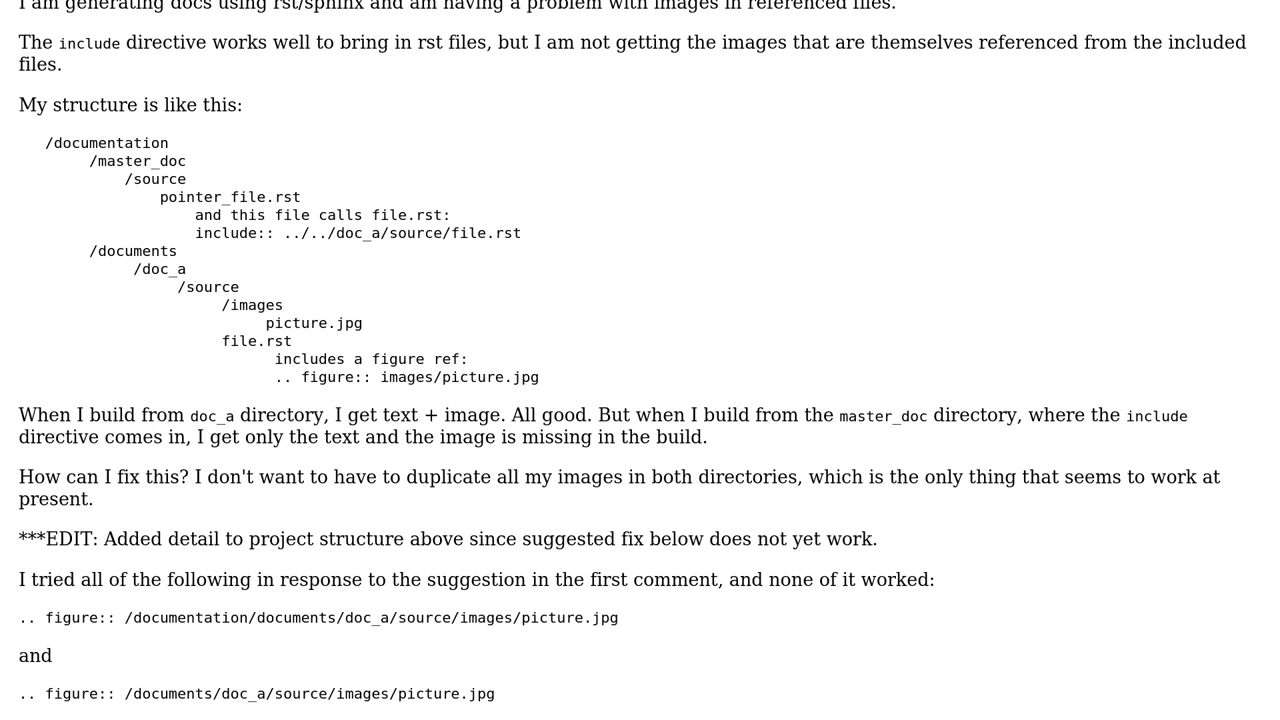 I am generating docs using rst/sphinx and am having a problem with images in referenced files.
The include directive works well to bring in rst files, but I am not getting the images that are themselves referenced from the included
files.
My structure is like this:
/documentation
/master_doc
/source
pointer_file.rst
and this file calls file.rst:
include:: ../../doc_a/source/file.rst
/documents
/doc_a
/source
/images
picture.jpg
file.rst
includes a figure ref:
.. figure:: images/picture.jpg
When I build from doc_a directory, I get text + image. All good. But when I build from the master_doc directory, where the include
directive comes in, I get only the text and the image is missing in the build.
How can I fix this? I don't want to have to duplicate all my images in both directories, which is the only thing that seems to work at
present.
***EDIT: Added detail to project structure above since suggested fix below does not yet work.
I tried all of the following in response to the suggestion in the first comment, and none of it worked:
.. figure:: /documentation/documents/doc_a/source/images/picture.jpg
and
.. figure:: /documents/doc_a/source/images/picture.jpg